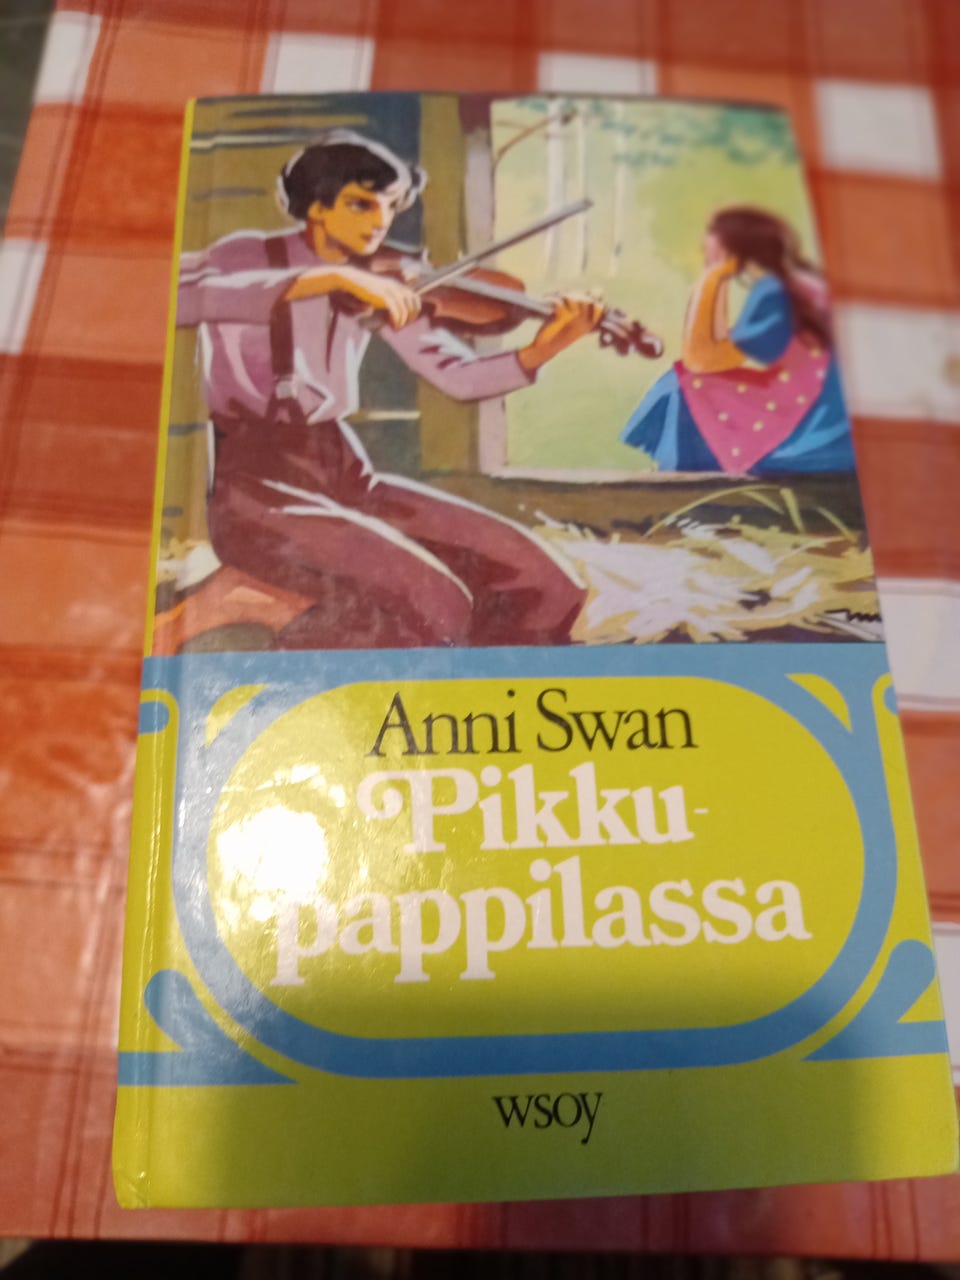 Anni Swan
Pikku-
pappilassa
wsoy